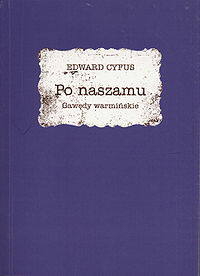 EDWARD CYFUS
Po naszamu
Gawędy warmińskie